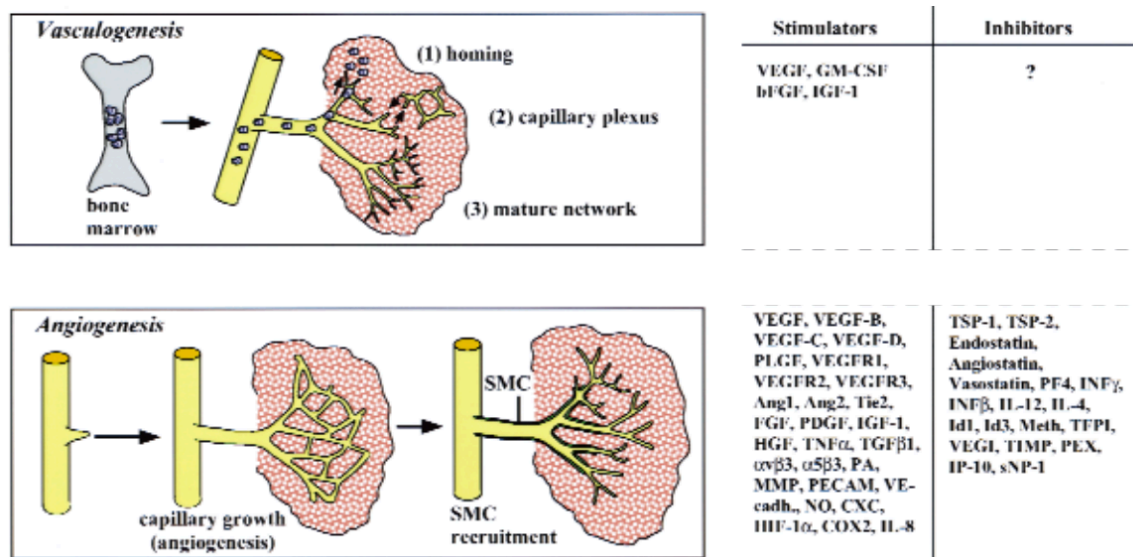 Vasculogenesis
(1) homing
(2) capillary plexus
(3) mature network
bone
marrow
Stimulators
Inhibitors
VEGF, GM-CSF
bFGF, IGF-1
?
Angiogenesis
SMC
capillary growth
(angiogenesis)
SMC
recruitment
VEGF, VEGF-B,
VEGF-C, VEGF-D,
PLGF, VEGFR1,
VEGFR2, VEGFR3,
Ang1, Ang2, Tie2,
FGF, PDGF, IGF-1,
HGF, TNFα, TGFβ1,
αvβ3, α5β3, PA,
MMP, PECAM, VE-
cadh., NO, CXC,
HIF-1α, COX2, IL-8
TSP-1, TSP-2,
Endostatin,
Angiostatin,
Vasostatin, PF4, INFγ,
INFβ, IL-12, IL-4,
Id1, Id3, Meth, TFPI,
VEGI, TIMP, PEX,
IP-10, sNP-1